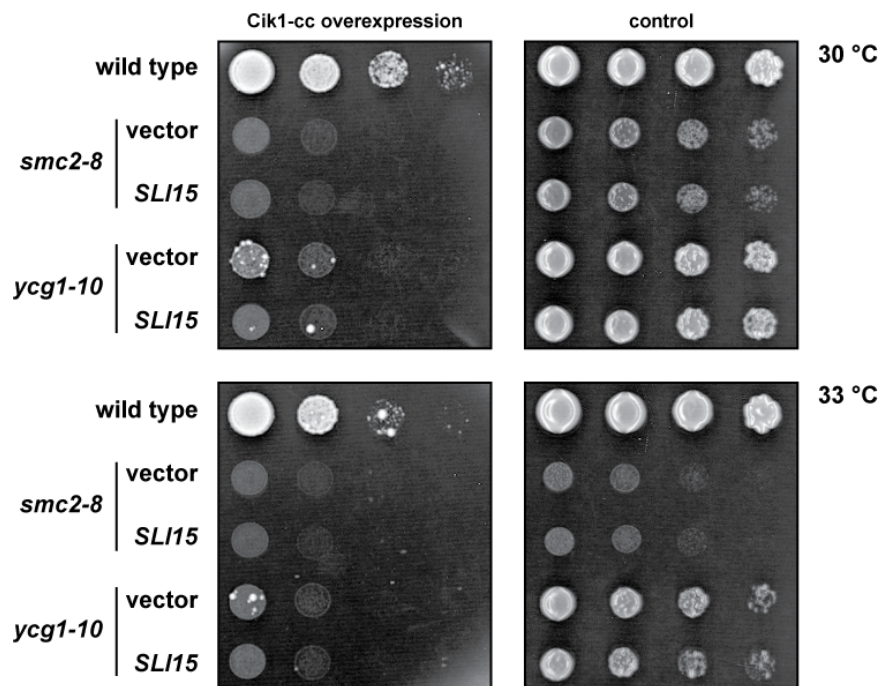 Cik1-cc overexpression
control
30 °C
wild type
smc2-8
vector
SLI15
ycg1-10
vector
SLI15
33 °C
wild type
smc2-8
vector
SLI15
ycg1-10
vector
SLI15